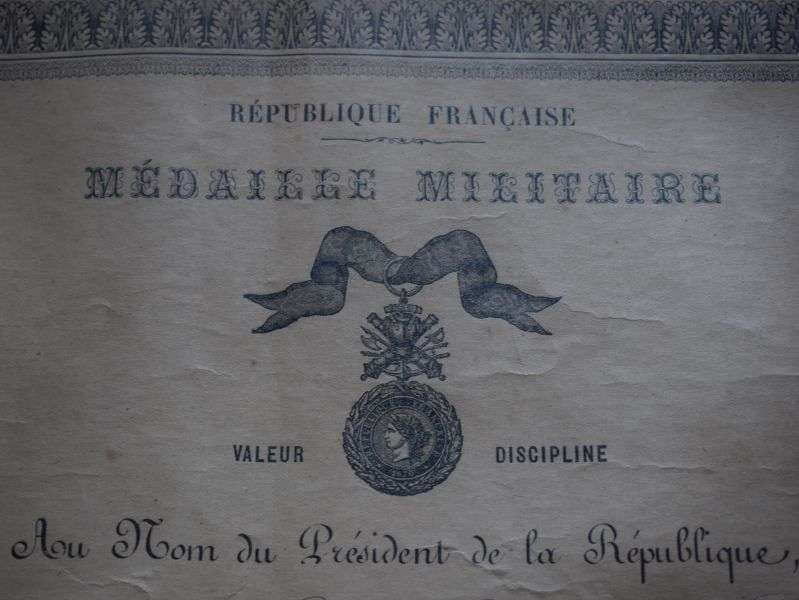 RÉPUBLIQUE FRANÇAISE
MÉDAILLE MILITAIRE
VALEUR DISCIPLINE
Au Nom du Président de la République,